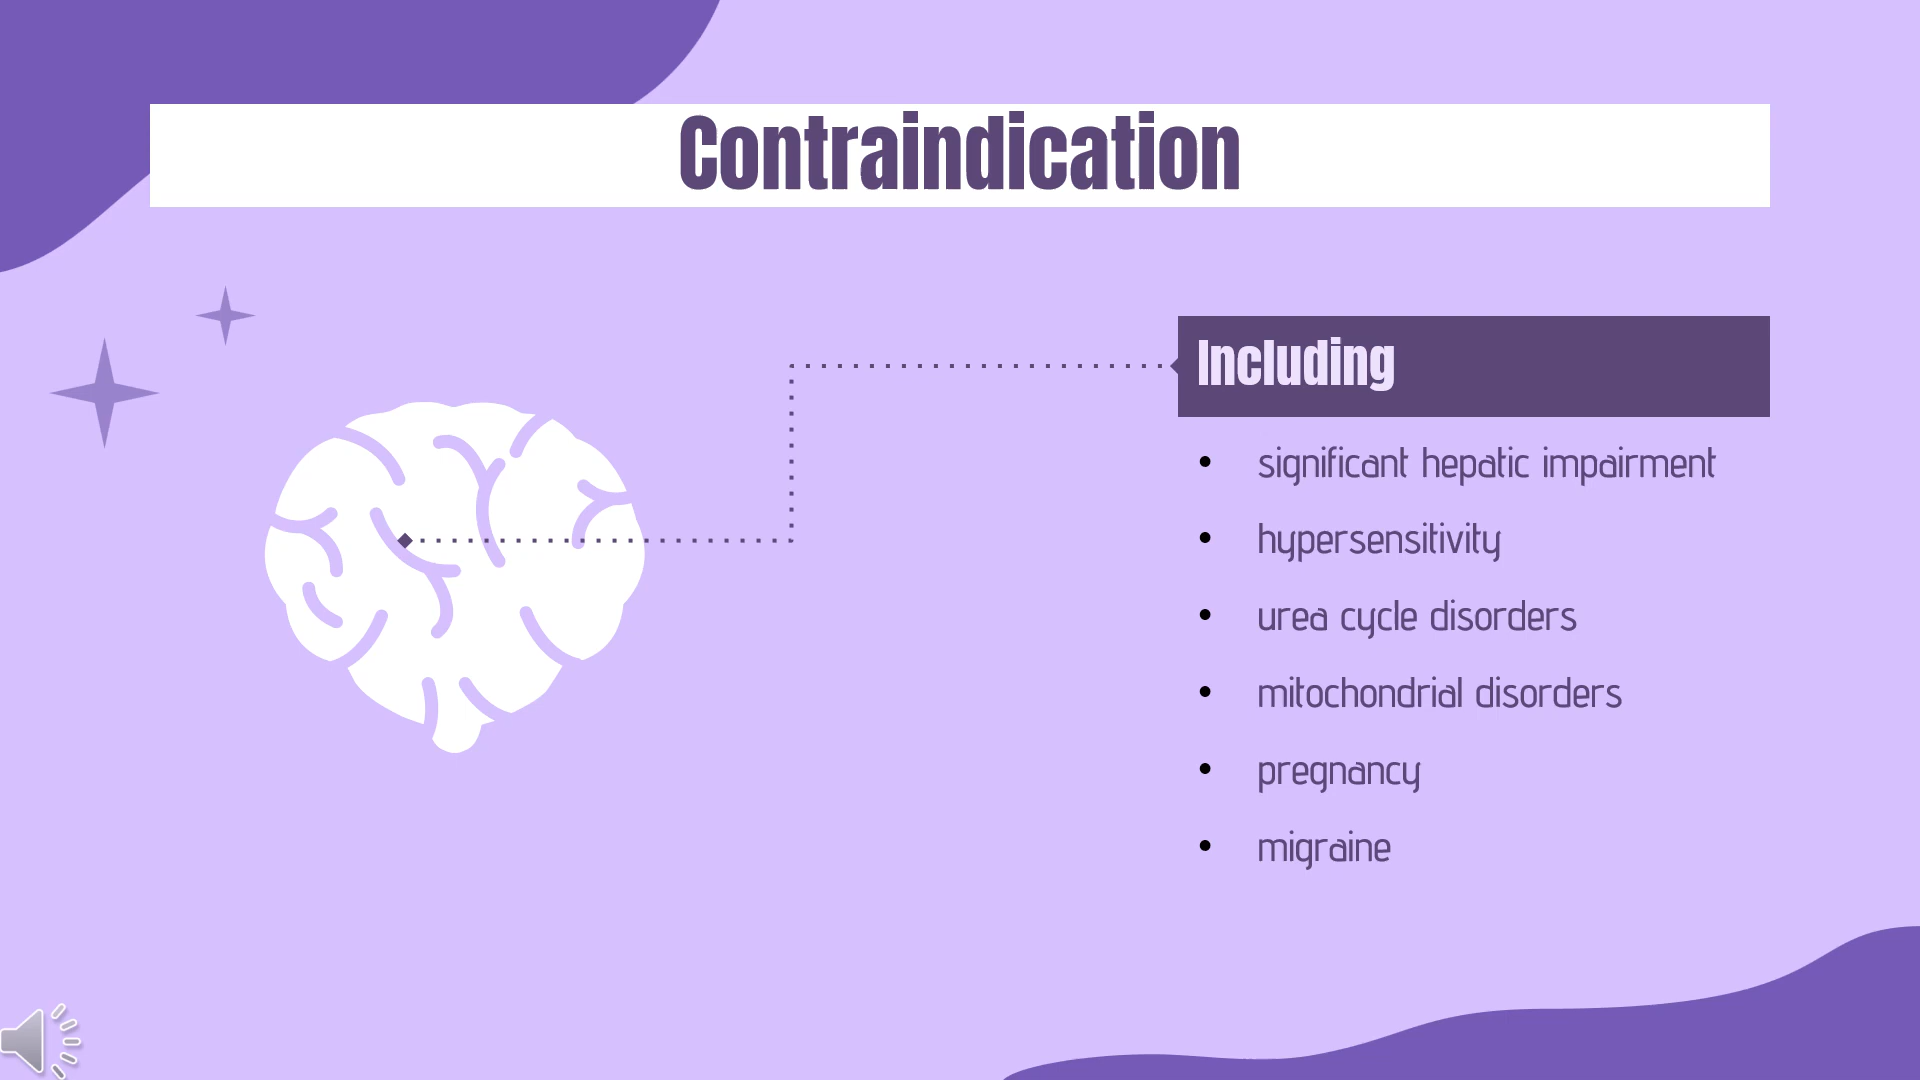 Contraindication
Including
• significant hepatic impairment
• hypersensitivity
• urea cycle disorders
• mitochondrial disorders
• pregnancy
• migraine